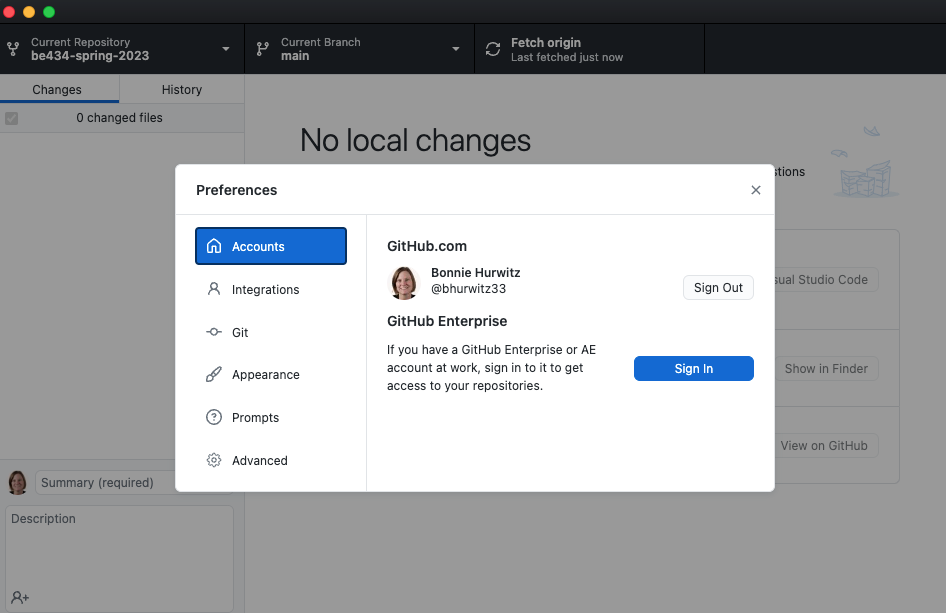 Current Repository
be434-spring-2023
Current Branch
main
Fetch origin
Last fetched just now
Changes
History
0 changed files
No local changes
Preferences
Accounts
Integrations
Git
Appearance
Prompts
Advanced
GitHub.com
Bonnie Hurwitz
@bhurwitz33
Sign Out
GitHub Enterprise
If you have a GitHub Enterprise or AE
account at work, sign in to it to get
access to your repositories.
Sign In
Studio Code
Show in Finder
View on GitHub
Summary (required)
Description